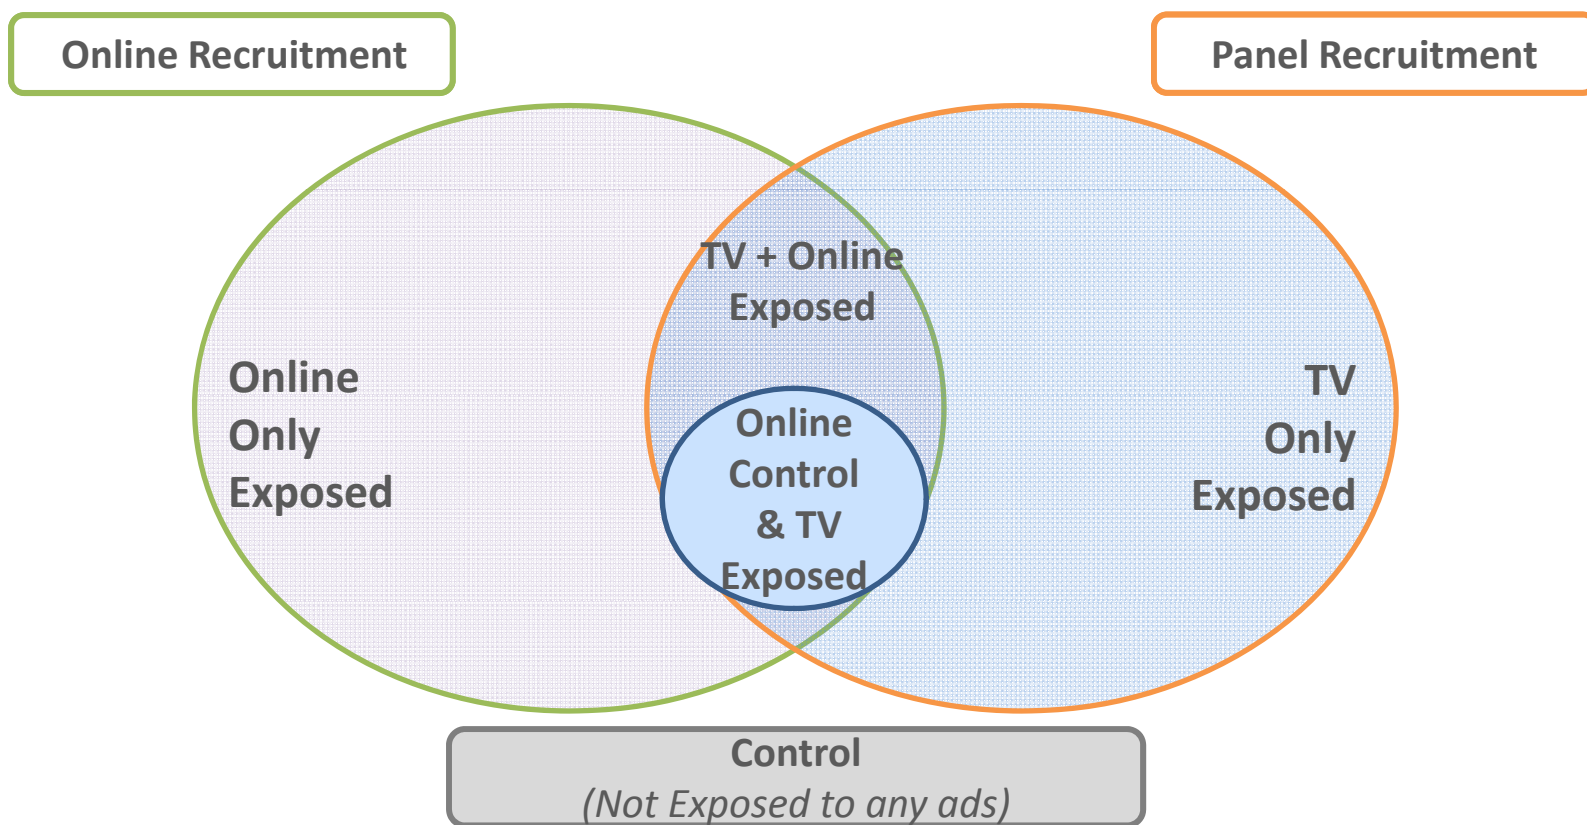 Online Recruitment
Panel Recruitment
TV + Online
Exposed
Online
Only
Exposed
TV
Only
Exposed
Online
Control
& TV
Exposed
Control
(Not Exposed to any ads)